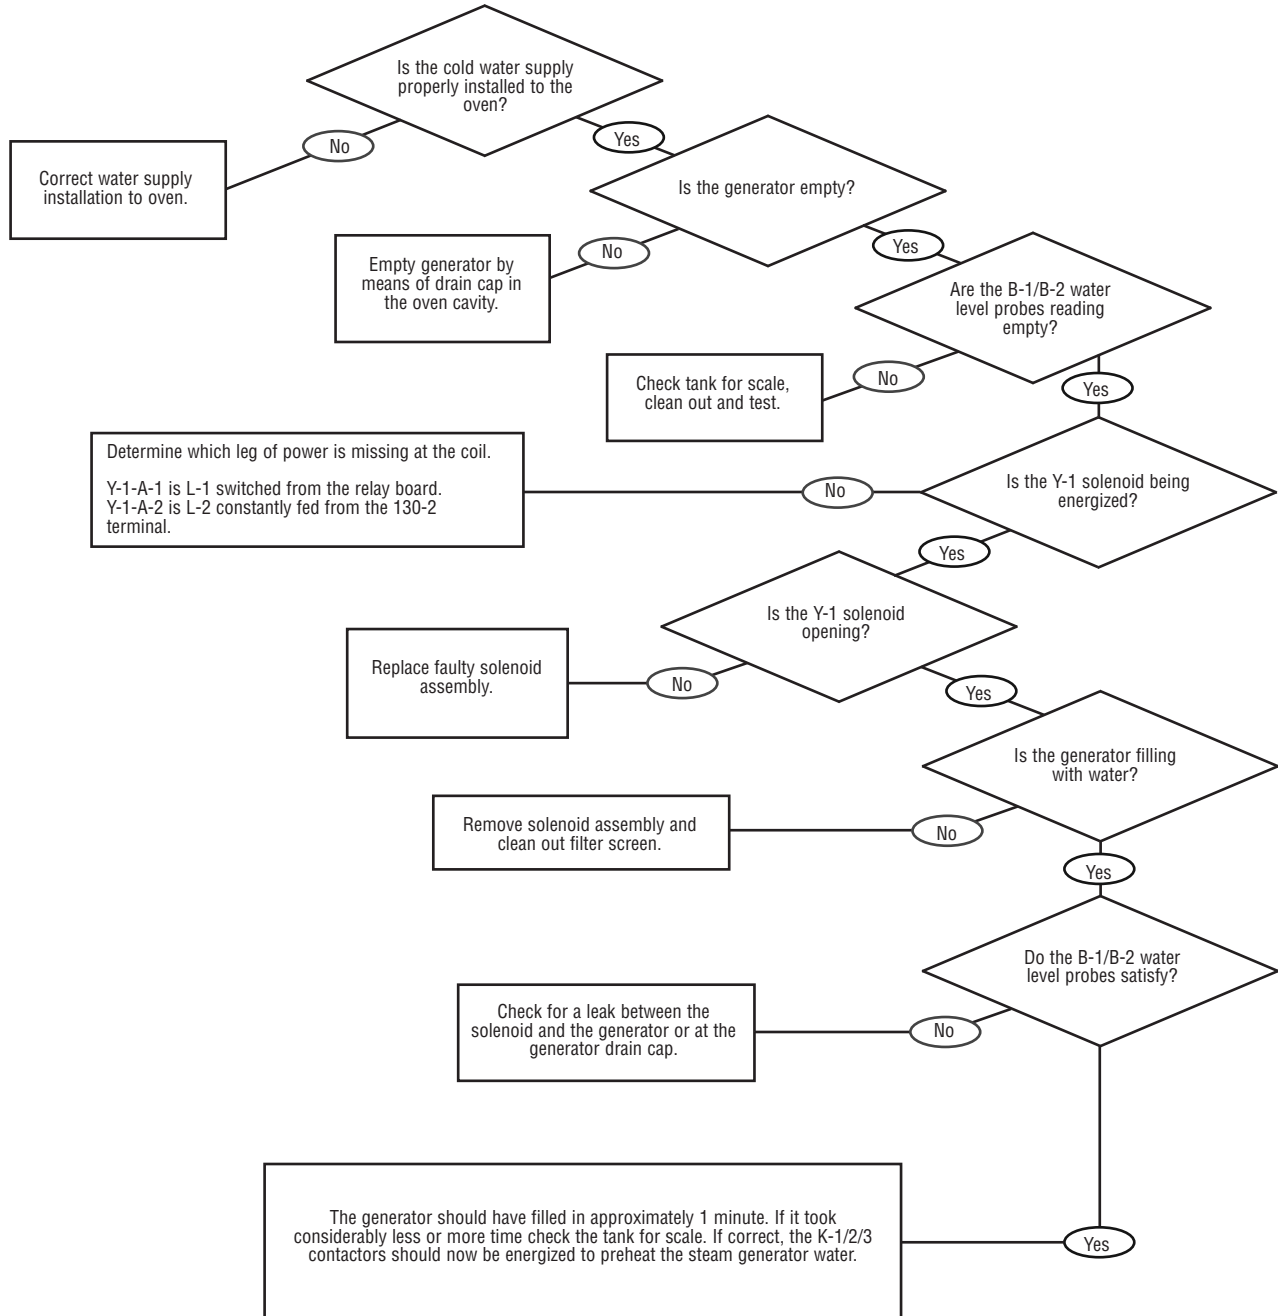 Is the cold water supply
properly installed to the
oven?
No
Yes
Correct water supply
installation to oven.
Is the generator empty?
No
Yes
Empty generator by
means of drain cap in
the oven cavity.
Are the B-1/B-2 water
level probes reading
empty?
No
Yes
Check tank for scale,
clean out and test.
Determine which leg of power is missing at the coil.
Y-1-A-1 is L-1 switched from the relay board.
Y-1-A-2 is L-2 constantly fed from the 130-2
terminal.
No
Is the Y-1 solenoid being
energized?
Yes
Is the Y-1 solenoid
opening?
Replace faulty solenoid
assembly.
No
Yes
Is the generator filling
with water?
Remove solenoid assembly and
clean out filter screen.
No
Yes
Do the B-1/B-2 water
level probes satisfy?
Check for a leak between the
solenoid and the generator or at the
generator drain cap.
No
The generator should have filled in approximately 1 minute. If it took
considerably less or more time check the tank for scale. If correct, the K-1/2/3
contactors should now be energized to preheat the steam generator water.
Yes